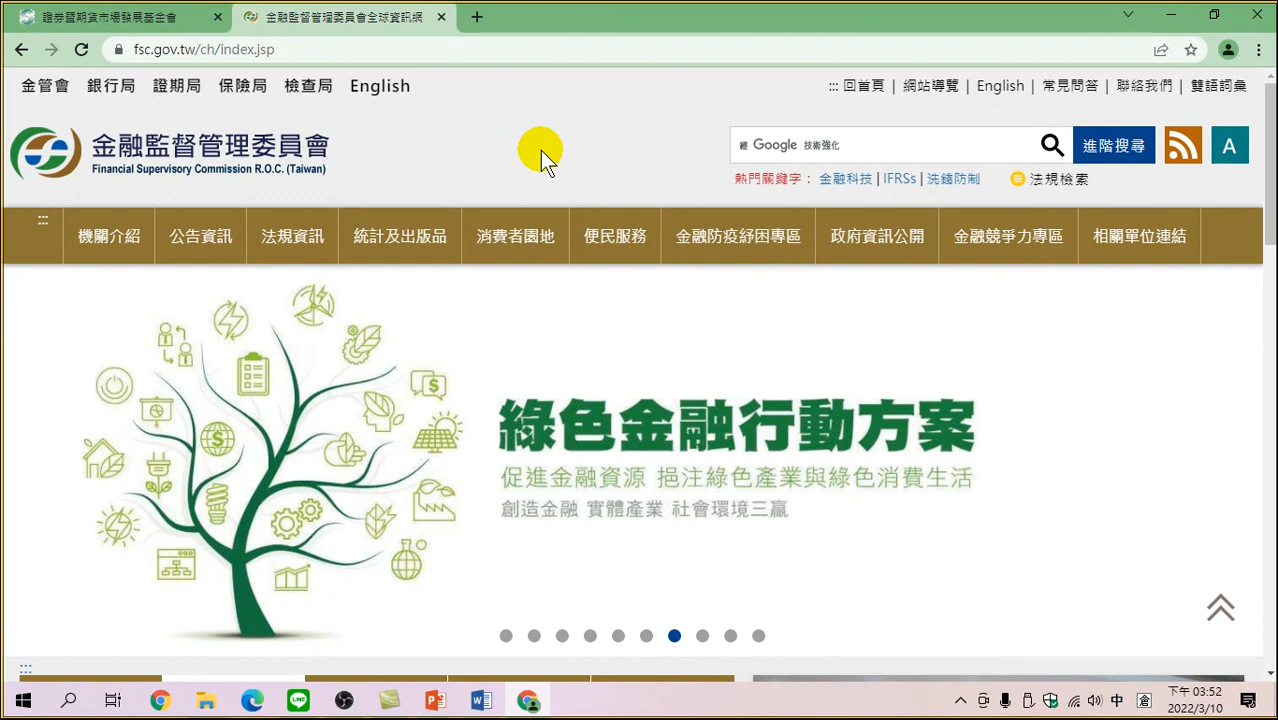 證券暨期貨市場發展基金會
金融監督管理委員會全球資訊網
fsc.gov.tw/ch/index.jsp
金管會 銀行局 證期局 保險局 檢查局 English
::: 回首頁 | 網站導覽 | English | 常見問答 | 聯絡我們 | 雙語詞彙
金融監督管理委員會
Financial Supervisory Commission R.O.C. (Taiwan)
經 Google 技術強化
進階搜尋
A
熱門關鍵字： 金融科技 | IFRSs | 洗錢防制
法規檢索
:::
機關介紹 公告資訊 法規資訊 統計及出版品 消費者園地 便民服務 金融防疫紓困專區 政府資訊公開 金融競爭力專區 相關單位連結
綠色金融行動方案
促進金融資源 挹注綠色產業與綠色消費生活
創造金融 實體產業 社會環境三贏
:::
中
倉
下午 03:52
2022/3/10